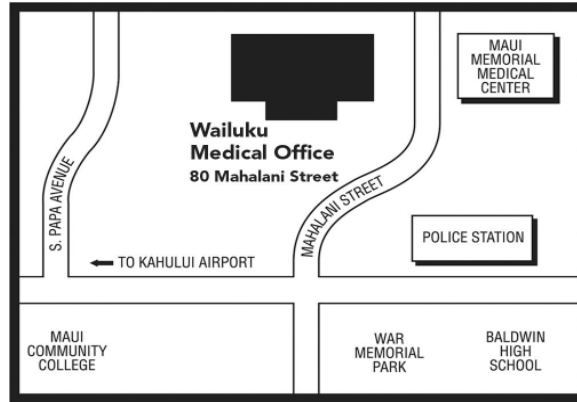 MAUI
MEMORIAL
MEDICAL
CENTER
Wailuku
Medical Office
80 Mahalani Street
S. PAPA AVENUE
MAHALANI STREET
POLICE STATION
TO KAHULUI AIRPORT
MAUI
COMMUNITY
COLLEGE
WAR
MEMORIAL
PARK
BALDWIN
HIGH
SCHOOL